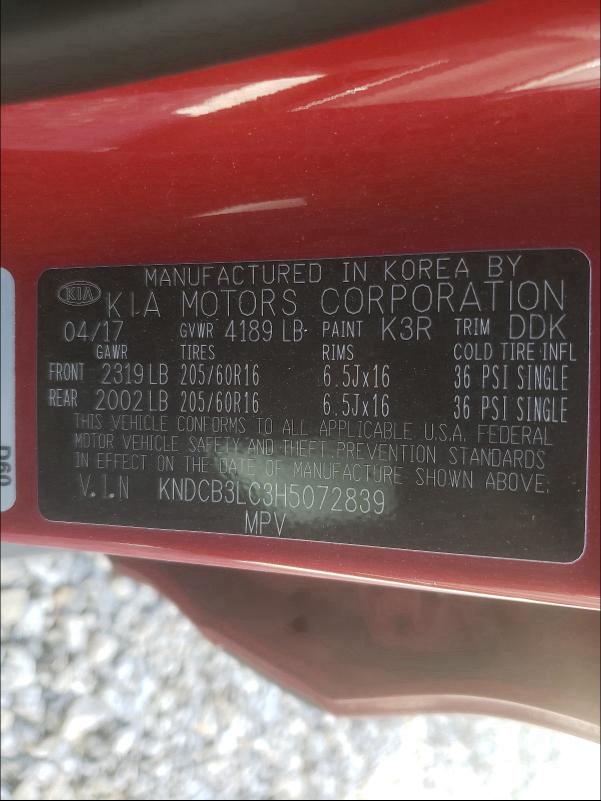 MANUFACTURED IN KOREA BY
KIA
KIA MOTORS CORPORATION
04/17 GVWR 4189 LB PAINT K3R TRIM DDK
GAWR TIRES RIMS COLD TIRE INFL
FRONT 2319 LB 205/60R16 6.5Jx16 36 PSI SINGLE
REAR 2002 LB 205/60R16 6.5Jx16 36 PSI SINGLE
THIS VEHICLE CONFORMS TO ALL APPLICABLE U.S.A. FEDERAL
MOTOR VEHICLE SAFETY AND THEFT PREVENTION STANDARDS
IN EFFECT ON THE DATE OF MANUFACTURE SHOWN ABOVE.
V.I.N KNDCB3LC3H5072839
MPV
D60